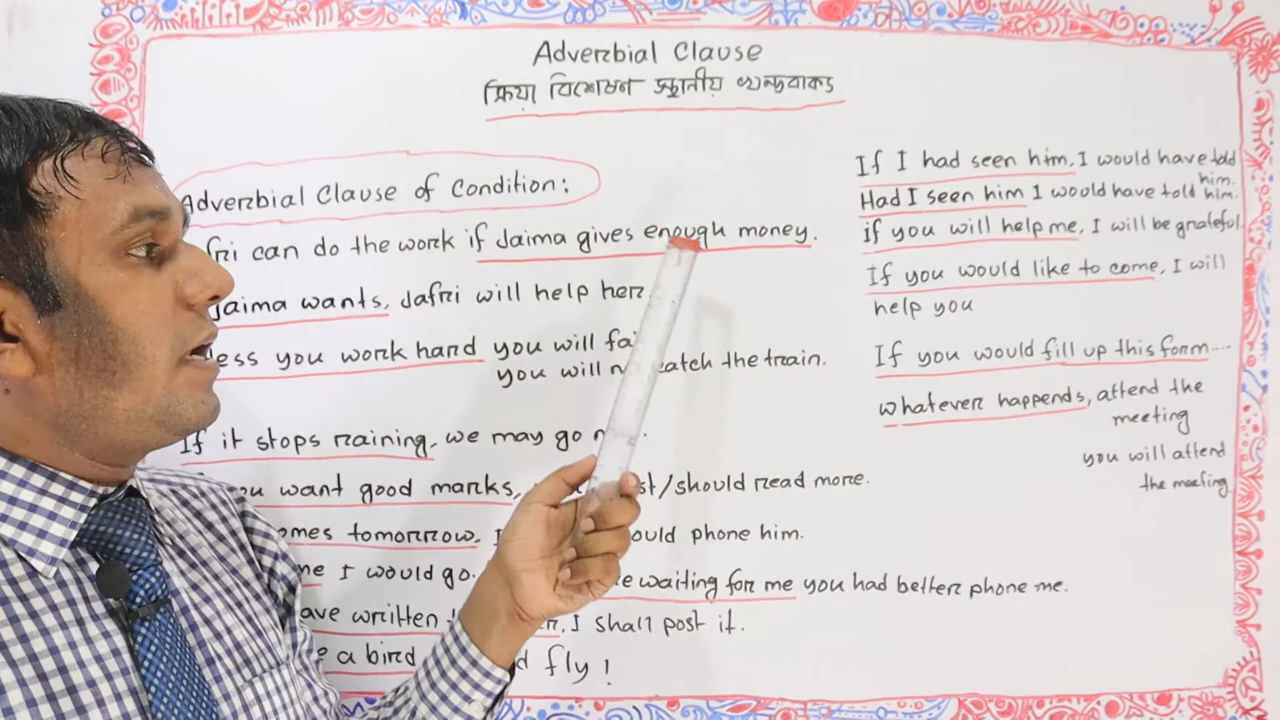 Adverbial Clause
ক্রিয়া বিশেষণ স্থানীয় খন্ডবাক্য
Adverbial Clause of Condition:
can do the work if Jaima gives enough money.
Jaima wants, Jafri will help her
you work hard you will
you will catch the train.
If it stops raining, we may go
want good marks, /should read more.
tomorrow, phone him.
I would go. waiting for me you had better phone me.
written I shall post it.
a bird fly!
If I had seen him, I would have told
him.
Had I seen him I would have told him.
if you will help me, I will be grateful.
If you would like to come, I will
help you
If you would fill up this form....
whatever happends, attend the
meeting
you will attend
the meeting.